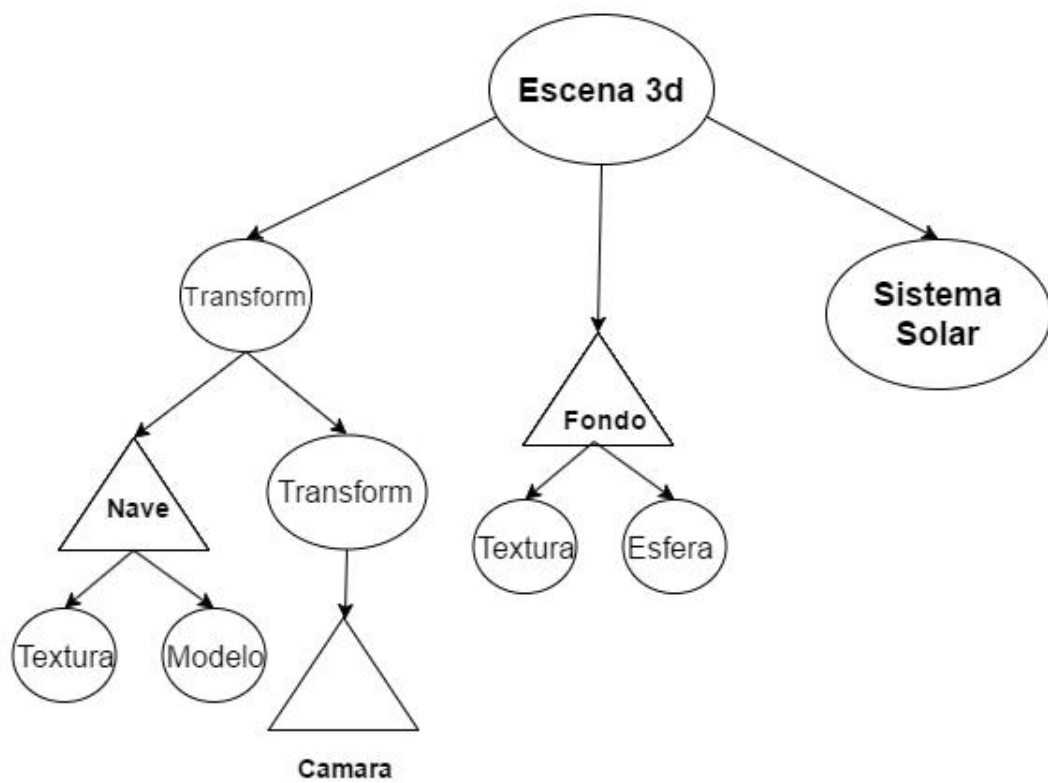 Escena 3d
Transform
Sistema
Solar
Fondo
Nave
Transform
Textura
Esfera
Textura
Modelo
Camara